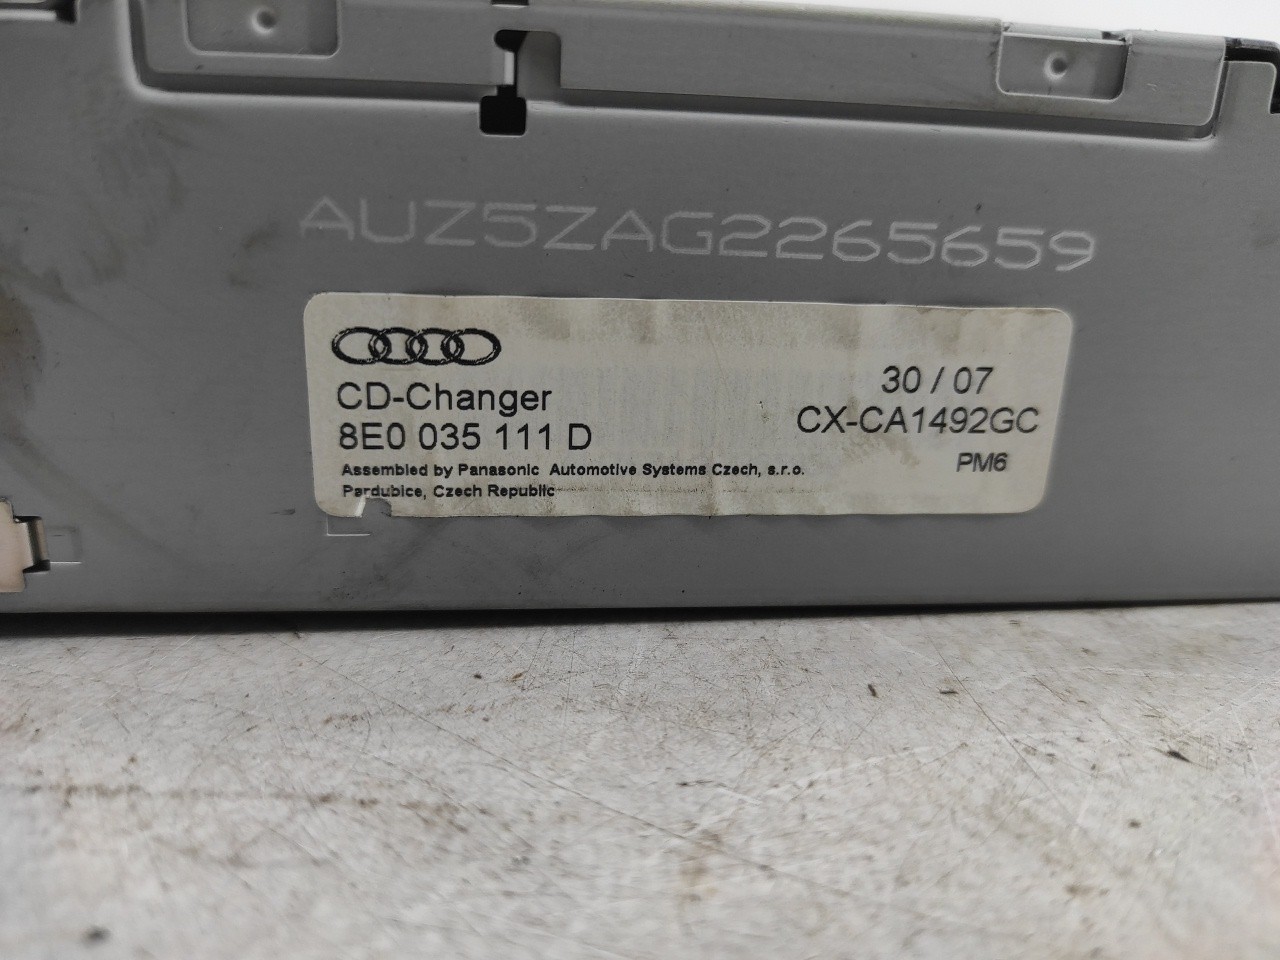 AUZ5ZAG2265659
CD-Changer
8E0 035 111 D
Assembled by Panasonic Automotive Systems Czech, s.r.o.
Pardubice, Czech Republic
30 / 07
CX-CA1492GC
PM6